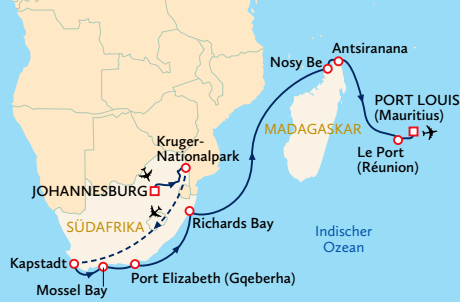 Antsiranana
Nosy Be
PORT LOUIS
(Mauritius)
MADAGASKAR
Kruger-
Nationalpark
Le Port
(Réunion)
JOHANNESBURG
SÜDAFRIKA
Richards Bay
Indischer
Ozean
Kapstadt
Port Elizabeth (Gqeberha)
Mossel Bay